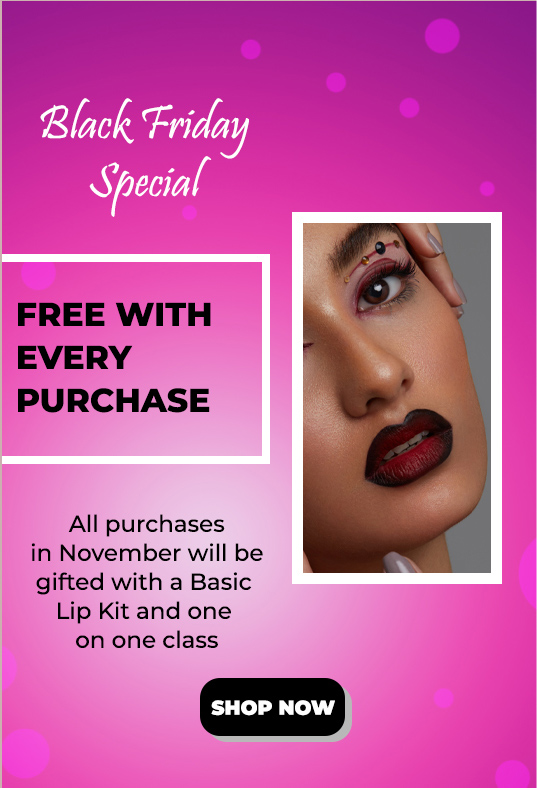 Black Friday
Special
FREE WITH
EVERY
PURCHASE
All purchases
in November will be
gifted with a Basic
Lip Kit and one
on one class
SHOP NOW